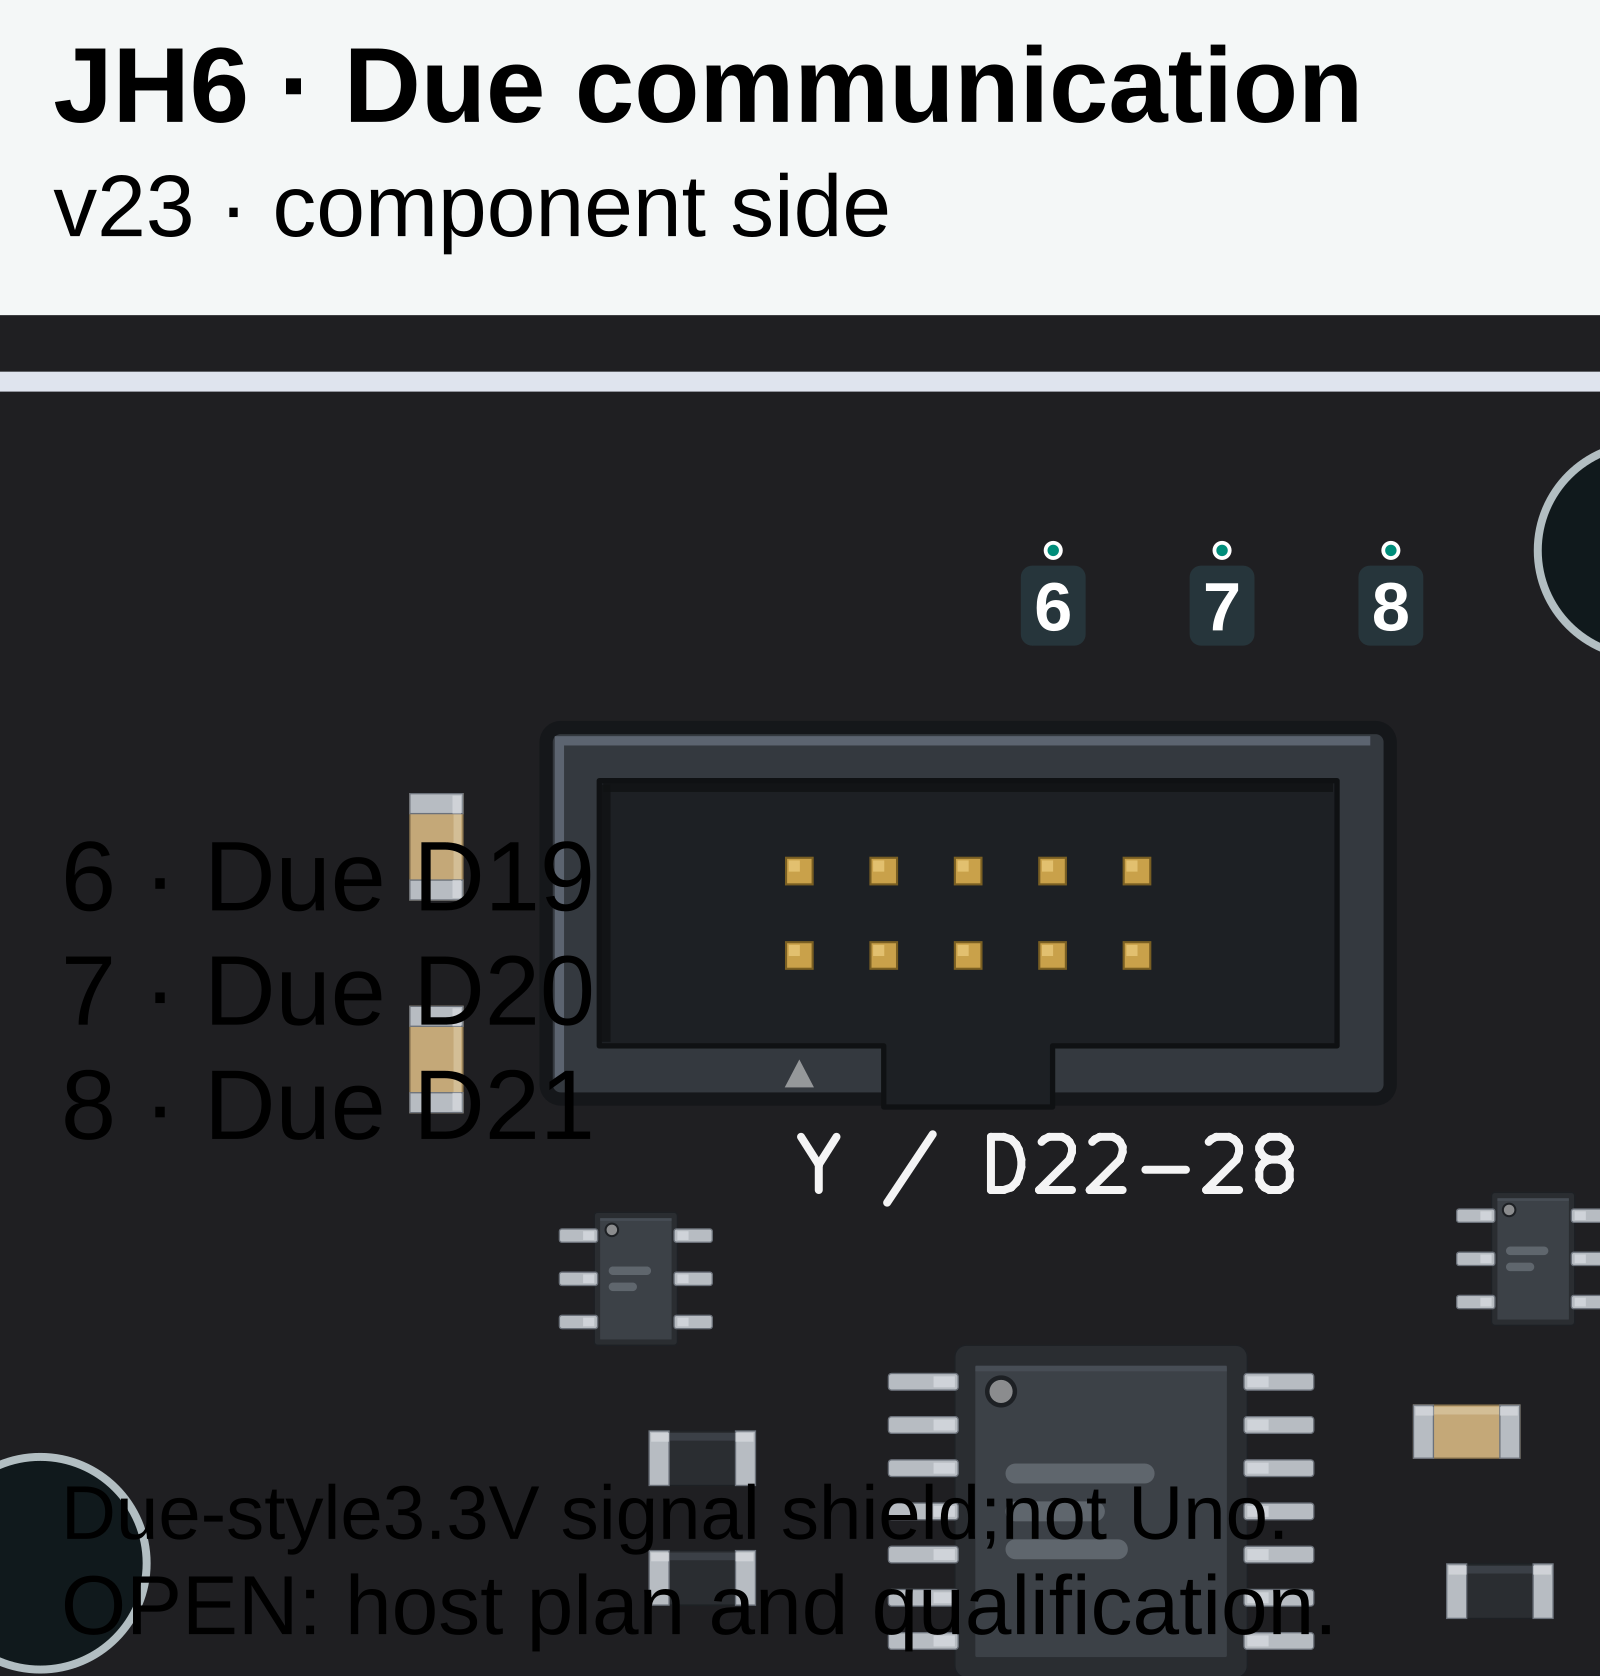 JH6 · Due communication
v23 · component side
6 7 8
6 · Due D19
7 · Due D20
8 · Due D21
Y / D22-28
Due-style3.3V signal shield;not Uno.
OPEN: host plan and qualification.